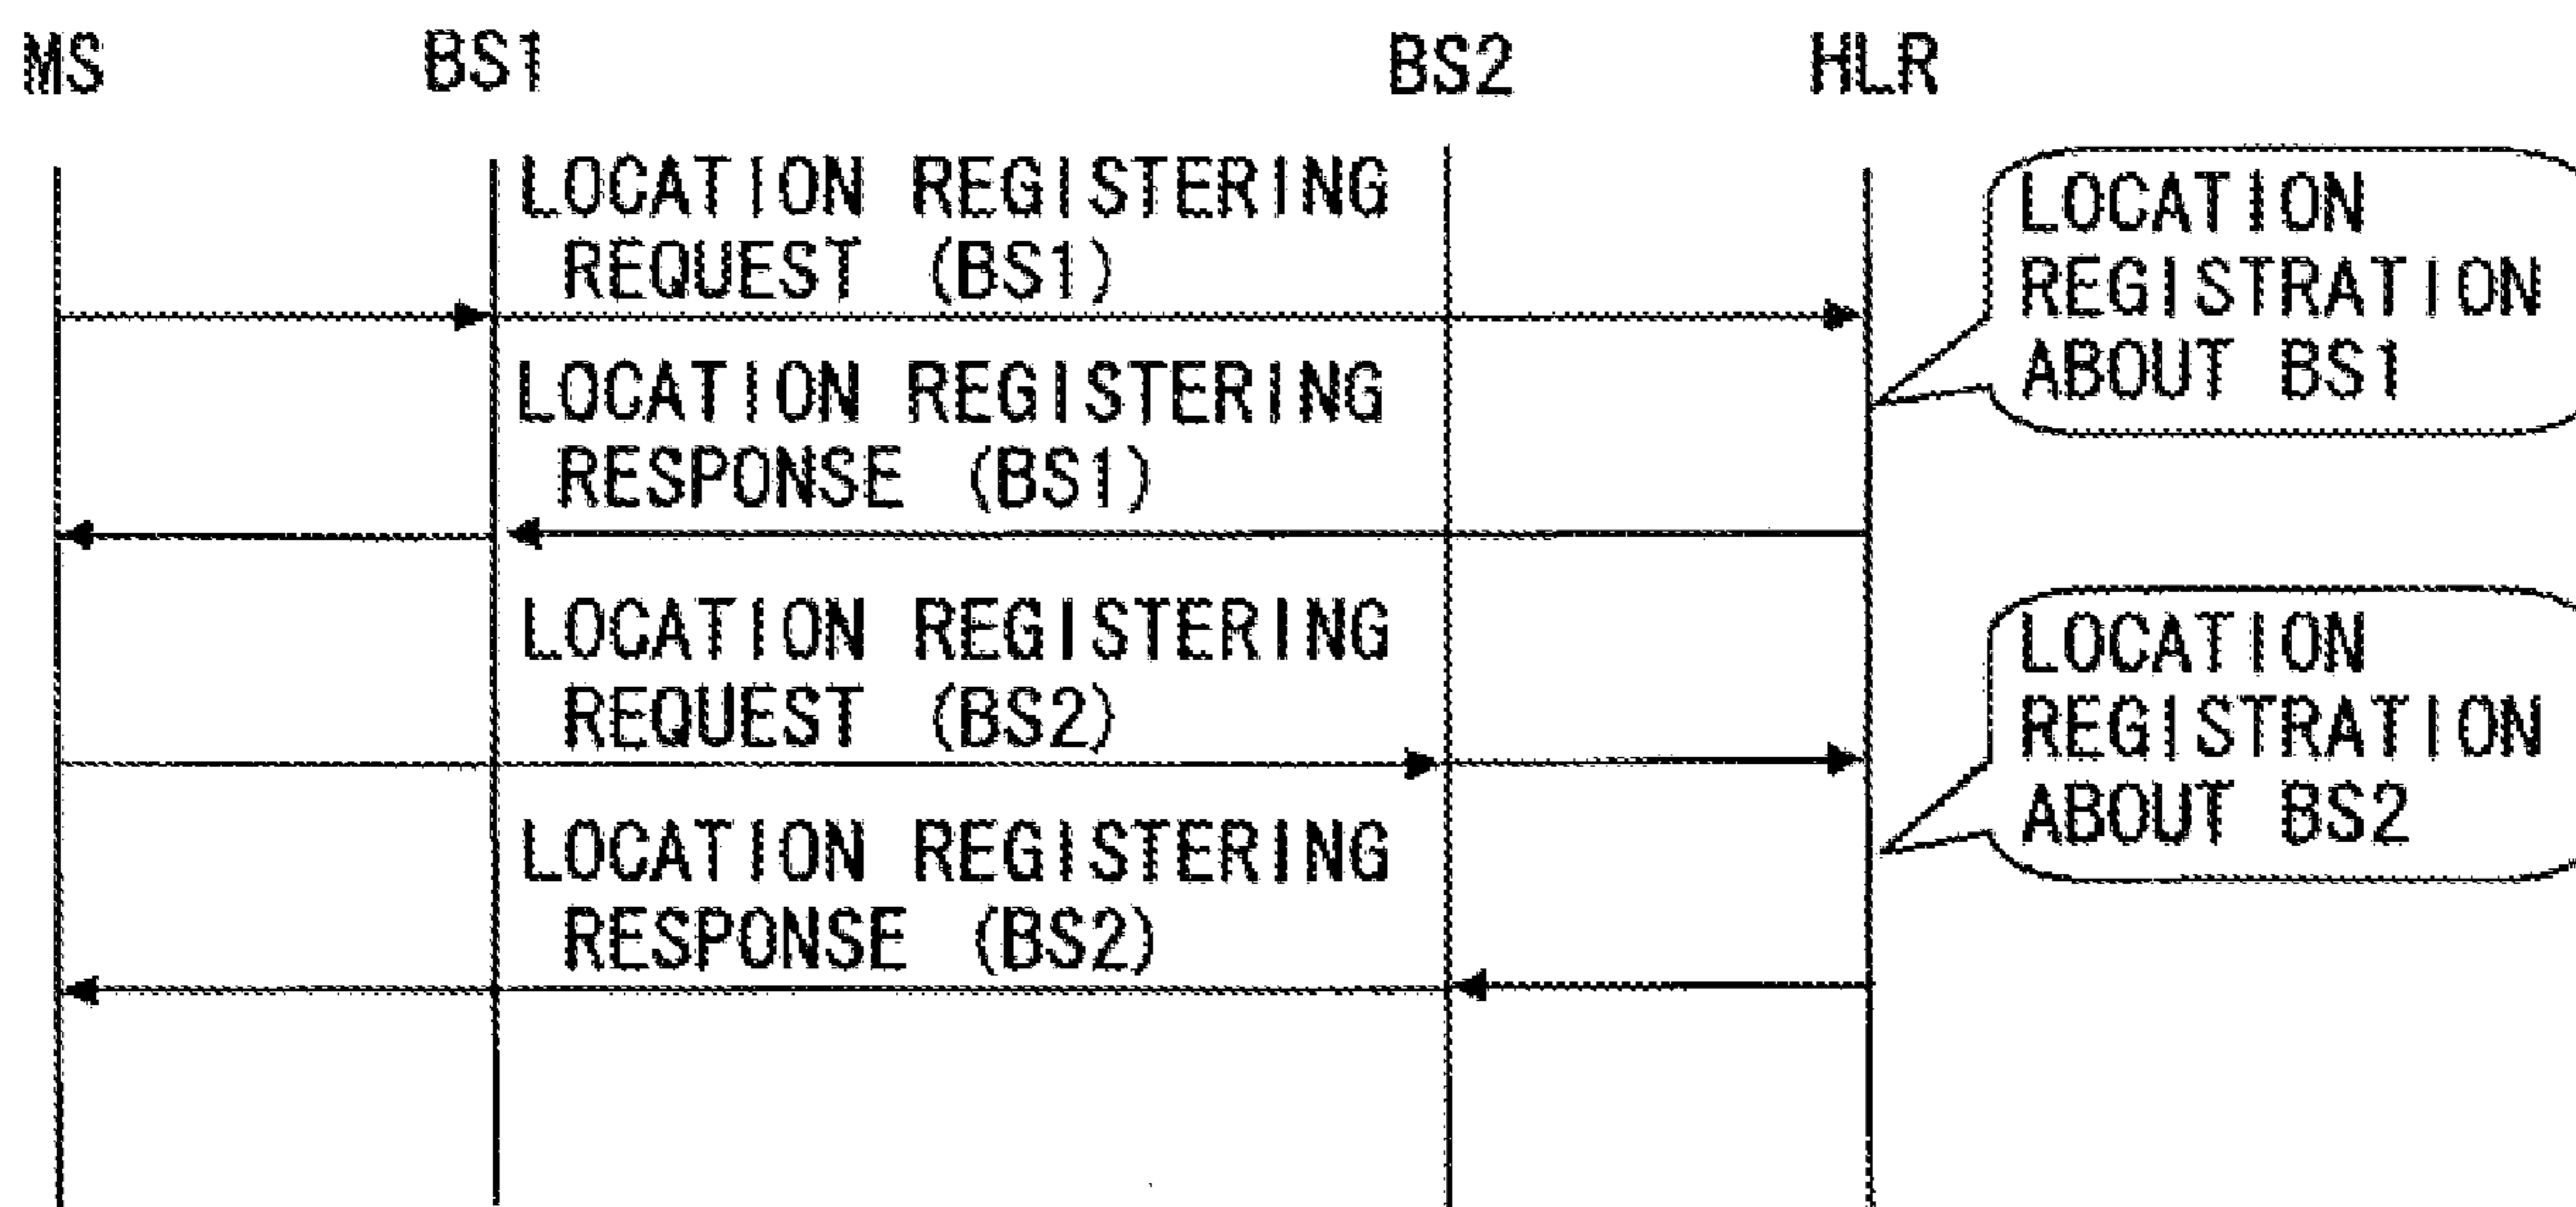 MS BS1 BS2 HLR
LOCATION REGISTERING
REQUEST (BS1)
LOCATION
REGISTRATION
ABOUT BS1
LOCATION REGISTERING
RESPONSE (BS1)
LOCATION REGISTERING
REQUEST (BS2)
LOCATION
REGISTRATION
ABOUT BS2
LOCATION REGISTERING
RESPONSE (BS2)